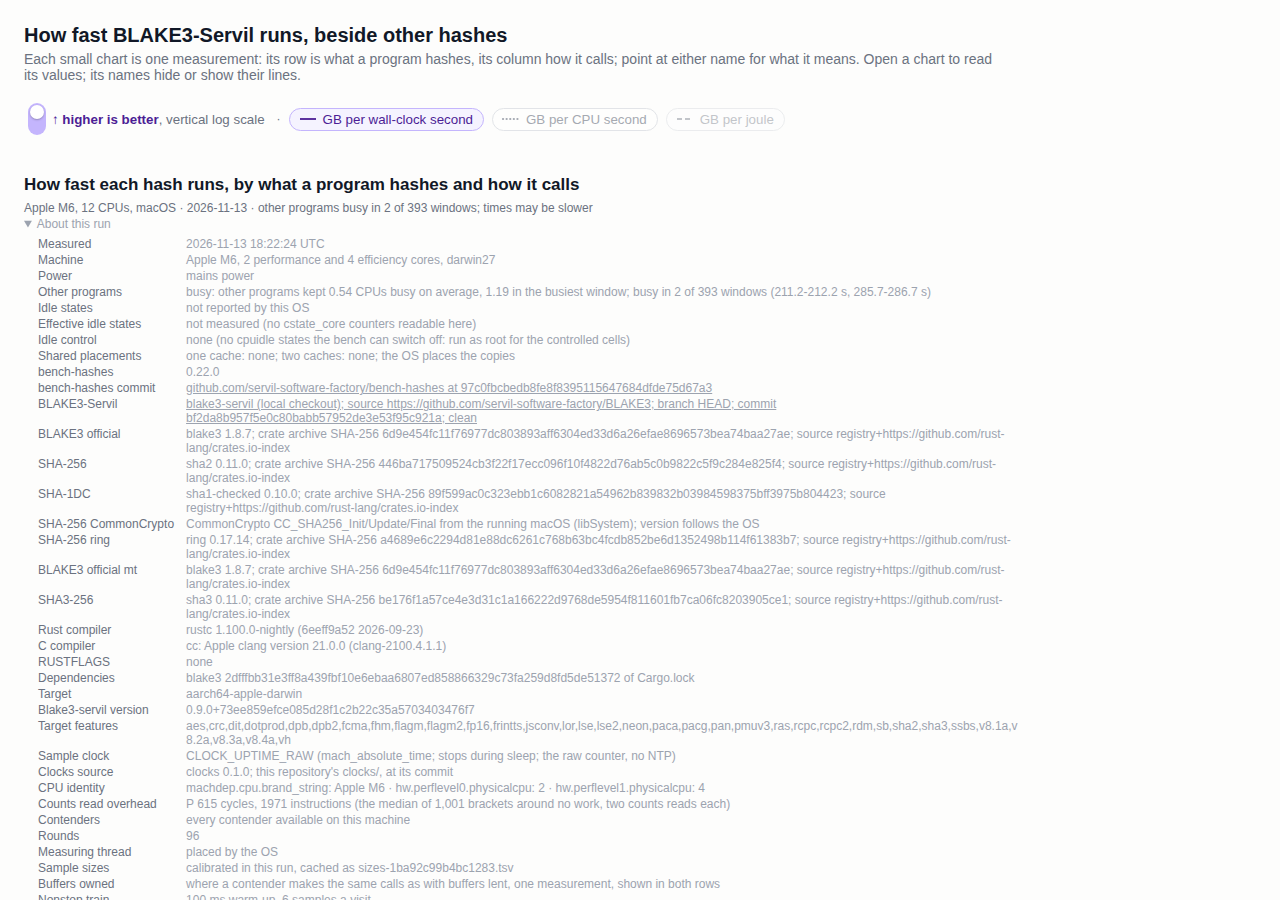 How fast BLAKE3-Servil runs, beside other hashes
Each small chart is one measurement: its row is what a program hashes, its column how it calls; point at either name for what it means. Open a chart to read
its values; its names hide or show their lines.
↑ higher is better, vertical log scale · GB per wall-clock second GB per CPU second GB per joule
How fast each hash runs, by what a program hashes and how it calls
Apple M6, 12 CPUs, macOS · 2026-11-13 · other programs busy in 2 of 393 windows; times may be slower
▼ About this run
Measured 2026-11-13 18:22:24 UTC
Machine Apple M6, 2 performance and 4 efficiency cores, darwin27
Power mains power
Other programs busy: other programs kept 0.54 CPUs busy on average, 1.19 in the busiest window; busy in 2 of 393 windows (211.2-212.2 s, 285.7-286.7 s)
Idle states not reported by this OS
Effective idle states not measured (no cstate_core counters readable here)
Idle control none (no cpuidle states the bench can switch off: run as root for the controlled cells)
Shared placements one cache: none; two caches: none; the OS places the copies
bench-hashes 0.22.0
bench-hashes commit github.com/servil-software-factory/bench-hashes at 97c0fbcbedb8fe8f8395115647684dfde75d67a3
BLAKE3-Servil blake3-servil (local checkout); source https://github.com/servil-software-factory/BLAKE3; branch HEAD; commit
bf2da8b957f5e0c80babb57952de3e53f95c921a; clean
BLAKE3 official blake3 1.8.7; crate archive SHA-256 6d9e454fc11f76977dc803893aff6304ed33d6a26efae8696573bea74baa27ae; source registry+https://github.com/rust-
lang/crates.io-index
SHA-256 sha2 0.11.0; crate archive SHA-256 446ba717509524cb3f22f17ecc096f10f4822d76ab5c0b9822c5f9c284e825f4; source registry+https://github.com/rust-
lang/crates.io-index
SHA-1DC sha1-checked 0.10.0; crate archive SHA-256 89f599ac0c323ebb1c6082821a54962b839832b03984598375bff3975b804423; source
registry+https://github.com/rust-lang/crates.io-index
SHA-256 CommonCrypto CommonCrypto CC_SHA256_Init/Update/Final from the running macOS (libSystem); version follows the OS
SHA-256 ring ring 0.17.14; crate archive SHA-256 a4689e6c2294d81e88dc6261c768b63bc4fcdb852be6d1352498b114f61383b7; source registry+https://github.com/rust-
lang/crates.io-index
BLAKE3 official mt blake3 1.8.7; crate archive SHA-256 6d9e454fc11f76977dc803893aff6304ed33d6a26efae8696573bea74baa27ae; source registry+https://github.com/rust-
lang/crates.io-index
SHA3-256 sha3 0.11.0; crate archive SHA-256 be176f1a57ce4e3d31c1a166222d9768de5954f811601fb7ca06fc8203905ce1; source registry+https://github.com/rust-
lang/crates.io-index
Rust compiler rustc 1.100.0-nightly (6eeff9a52 2026-09-23)
C compiler cc: Apple clang version 21.0.0 (clang-2100.4.1.1)
RUSTFLAGS none
Dependencies blake3 2dfffbb31e3ff8a439fbf10e6ebaa6807ed858866329c73fa259d8fd5de51372 of Cargo.lock
Target aarch64-apple-darwin
Blake3-servil version 0.9.0+73ee859efce085d28f1c2b22c35a5703403476f7
Target features aes,crc,dit,dotprod,dpb,dpb2,fcma,fhm,flagm,flagm2,fp16,frintts,jsconv,lor,lse,lse2,neon,paca,pacg,pan,pmuv3,ras,rcpc,rcpc2,rdm,sb,sha2,sha3,ssbs,v8.1a,v
8.2a,v8.3a,v8.4a,vh
Sample clock CLOCK_UPTIME_RAW (mach_absolute_time; stops during sleep; the raw counter, no NTP)
Clocks source clocks 0.1.0; this repository's clocks/, at its commit
CPU identity machdep.cpu.brand_string: Apple M6 · hw.perflevel0.physicalcpu: 2 · hw.perflevel1.physicalcpu: 4
Counts read overhead P 615 cycles, 1971 instructions (the median of 1,001 brackets around no work, two counts reads each)
Contenders every contender available on this machine
Rounds 96
Measuring thread placed by the OS
Sample sizes calibrated in this run, cached as sizes-1ba92c99b4bc1283.tsv
Buffers owned where a contender makes the same calls as with buffers lent, one measurement, shown in both rows
Nonstop train 100 ms warm-up, 6 samples a visit